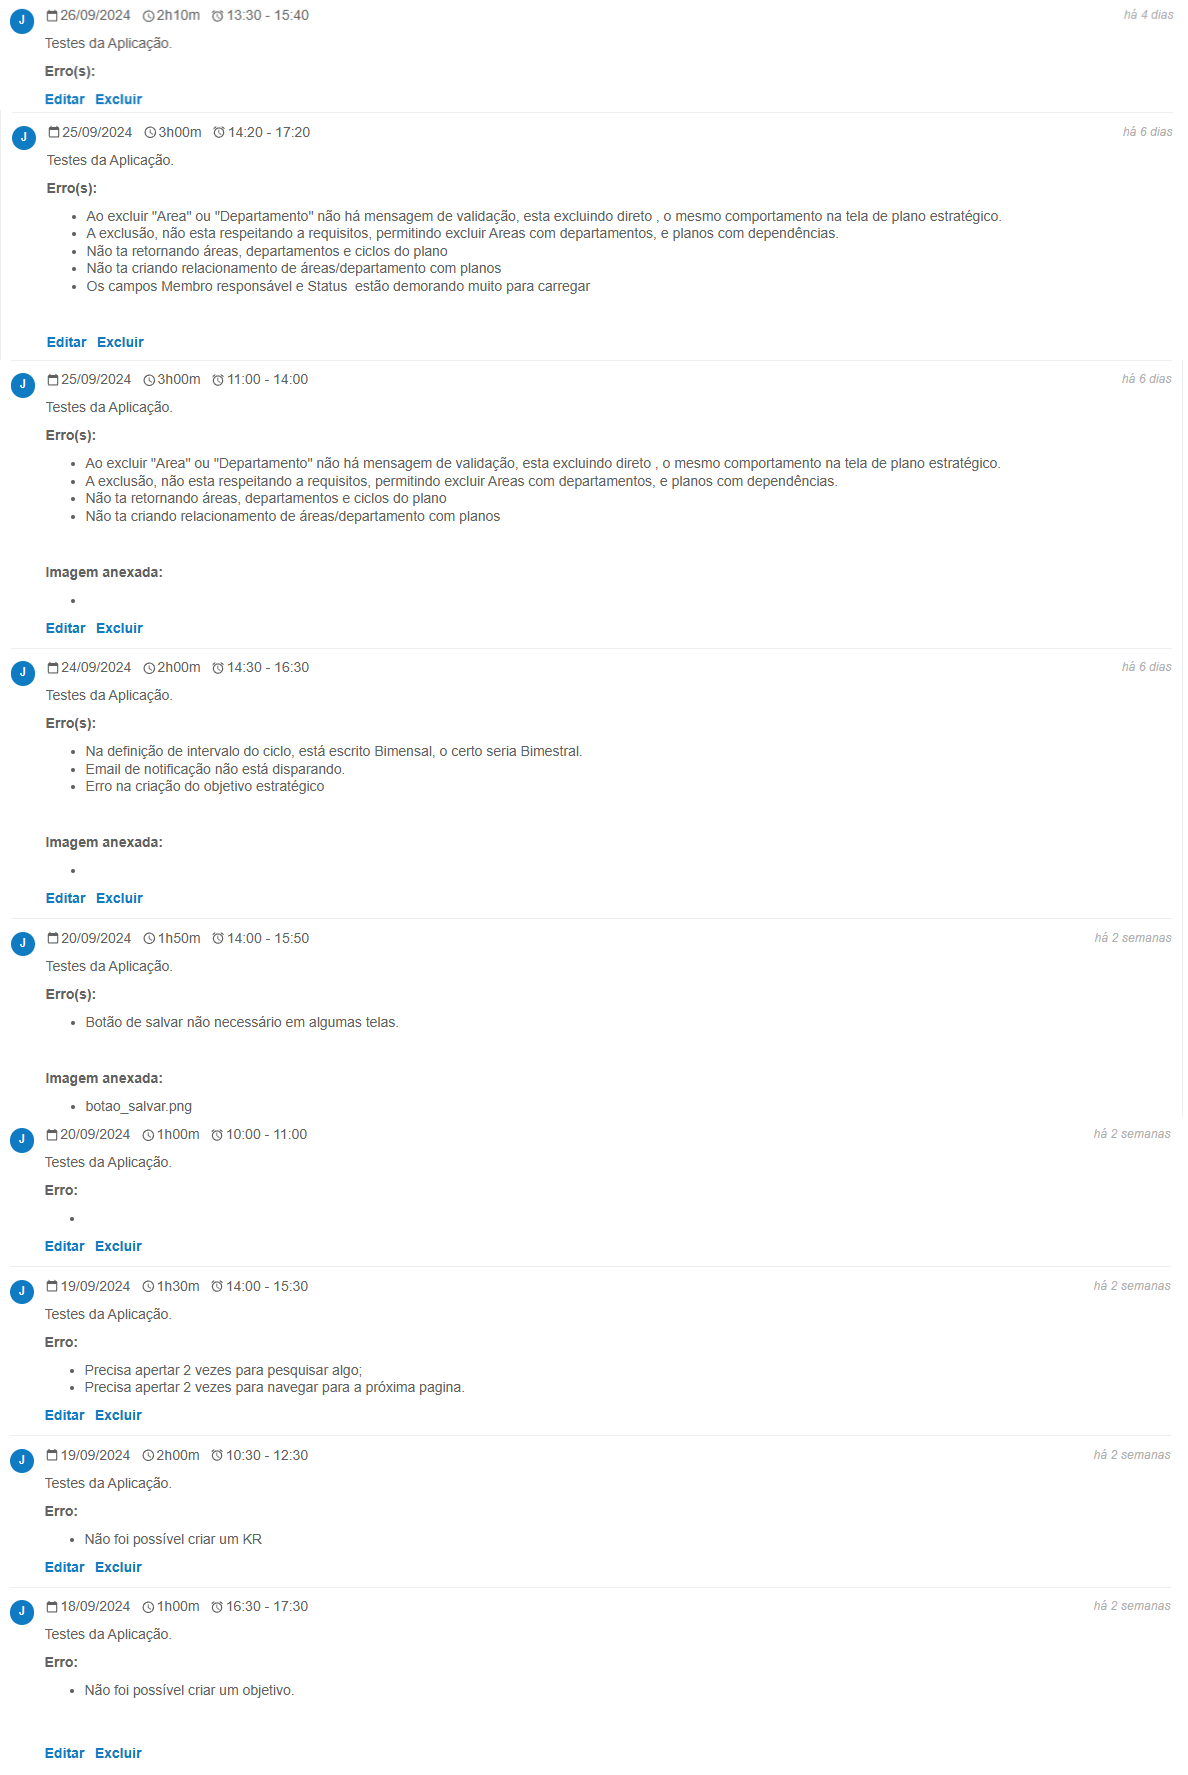 J 26/09/2024 2h10m 13:30 - 15:40 há 4 dias
Testes da Aplicação.
Erro(s):
Editar Excluir
J 25/09/2024 3h00m 14:20 - 17:20 há 6 dias
Testes da Aplicação.
Erro(s):
• Ao excluir "Area" ou "Departamento" não há mensagem de validação, esta excluindo direto , o mesmo comportamento na tela de plano estratégico.
• A exclusão, não esta respeitando a requisitos, permitindo excluir Areas com departamentos, e planos com dependências.
• Não ta retornando áreas, departamentos e ciclos do plano
• Não ta criando relacionamento de áreas/departamento com planos
• Os campos Membro responsável e Status  estão demorando muito para carregar
Editar Excluir
J 25/09/2024 3h00m 11:00 - 14:00 há 6 dias
Testes da Aplicação.
Erro(s):
• Ao excluir "Area" ou "Departamento" não há mensagem de validação, esta excluindo direto , o mesmo comportamento na tela de plano estratégico.
• A exclusão, não esta respeitando a requisitos, permitindo excluir Areas com departamentos, e planos com dependências.
• Não ta retornando áreas, departamentos e ciclos do plano
• Não ta criando relacionamento de áreas/departamento com planos
Imagem anexada:
•
Editar Excluir
J 24/09/2024 2h00m 14:30 - 16:30 há 6 dias
Testes da Aplicação.
Erro(s):
• Na definição de intervalo do ciclo, está escrito Bimensal, o certo seria Bimestral.
• Email de notificação não está disparando.
• Erro na criação do objetivo estratégico
Imagem anexada:
•
Editar Excluir
J 20/09/2024 1h50m 14:00 - 15:50 há 2 semanas
Testes da Aplicação.
Erro(s):
• Botão de salvar não necessário em algumas telas.
Imagem anexada:
• botao_salvar.png
J 20/09/2024 1h00m 10:00 - 11:00 há 2 semanas
Testes da Aplicação.
Erro:
•
Editar Excluir
J 19/09/2024 1h30m 14:00 - 15:30 há 2 semanas
Testes da Aplicação.
Erro:
• Precisa apertar 2 vezes para pesquisar algo;
• Precisa apertar 2 vezes para navegar para a próxima pagina.
Editar Excluir
J 19/09/2024 2h00m 10:30 - 12:30 há 2 semanas
Testes da Aplicação.
Erro:
• Não foi possível criar um KR
Editar Excluir
J 18/09/2024 1h00m 16:30 - 17:30 há 2 semanas
Testes da Aplicação.
Erro:
• Não foi possível criar um objetivo.
Editar Excluir